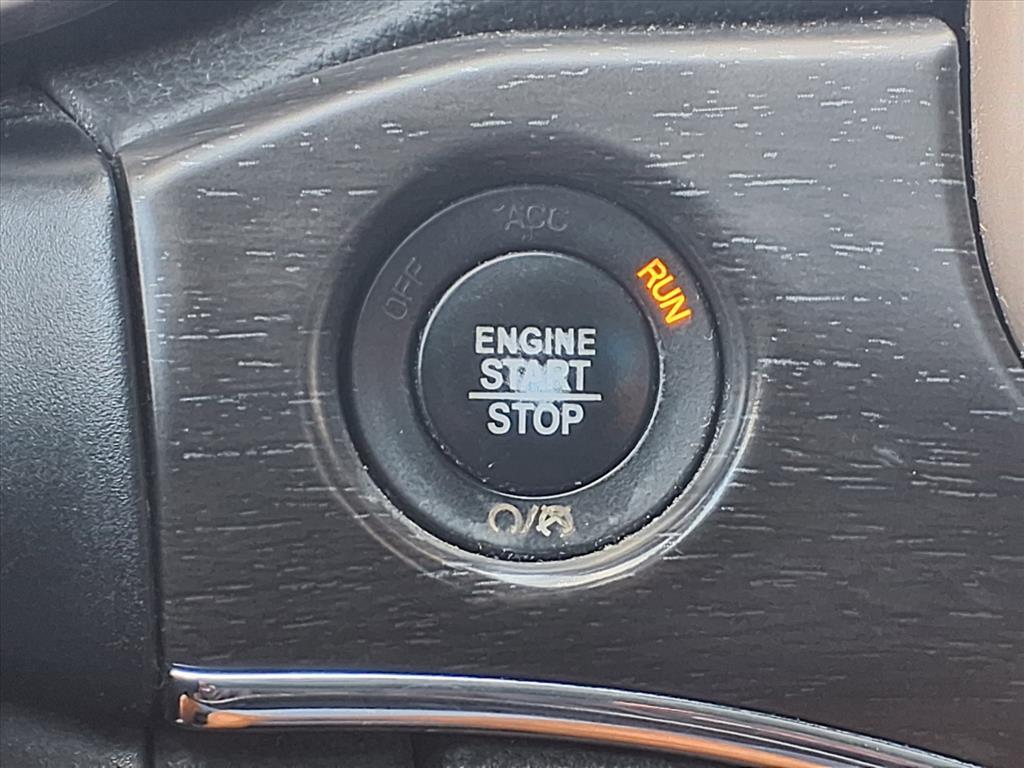 ACC
OFF
RUN
ENGINE
START
STOP